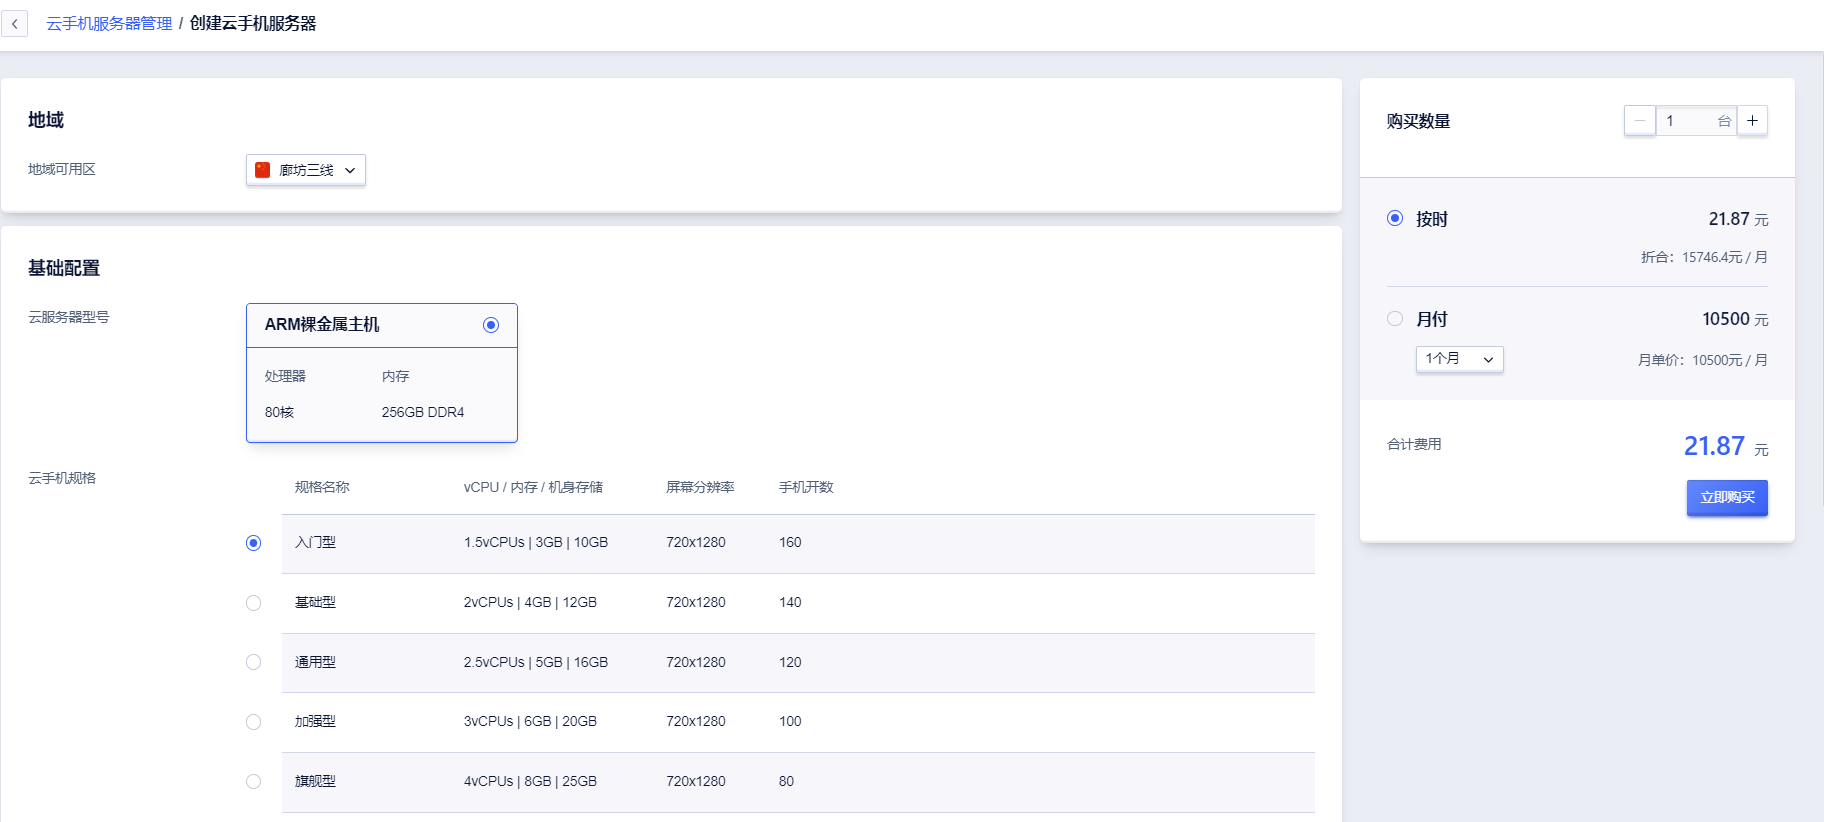 云手机服务器管理 / 创建云手机服务器
地域
地域可用区
廊坊三线
基础配置
云服务器型号
ARM裸金属主机
处理器 内存
80核 256GB DDR4
云手机规格
规格名称 vCPU / 内存 / 机身存储 屏幕分辨率 手机开数
入门型 1.5vCPUs | 3GB | 10GB 720x1280 160
基础型 2vCPUs | 4GB | 12GB 720x1280 140
通用型 2.5vCPUs | 5GB | 16GB 720x1280 120
加强型 3vCPUs | 6GB | 20GB 720x1280 100
旗舰型 4vCPUs | 8GB | 25GB 720x1280 80
购买数量 − 1 台 +
按时 21.87 元
折合：15746.4元 / 月
月付 10500 元
1个月 月单价：10500元 / 月
合计费用 21.87 元
立即购买